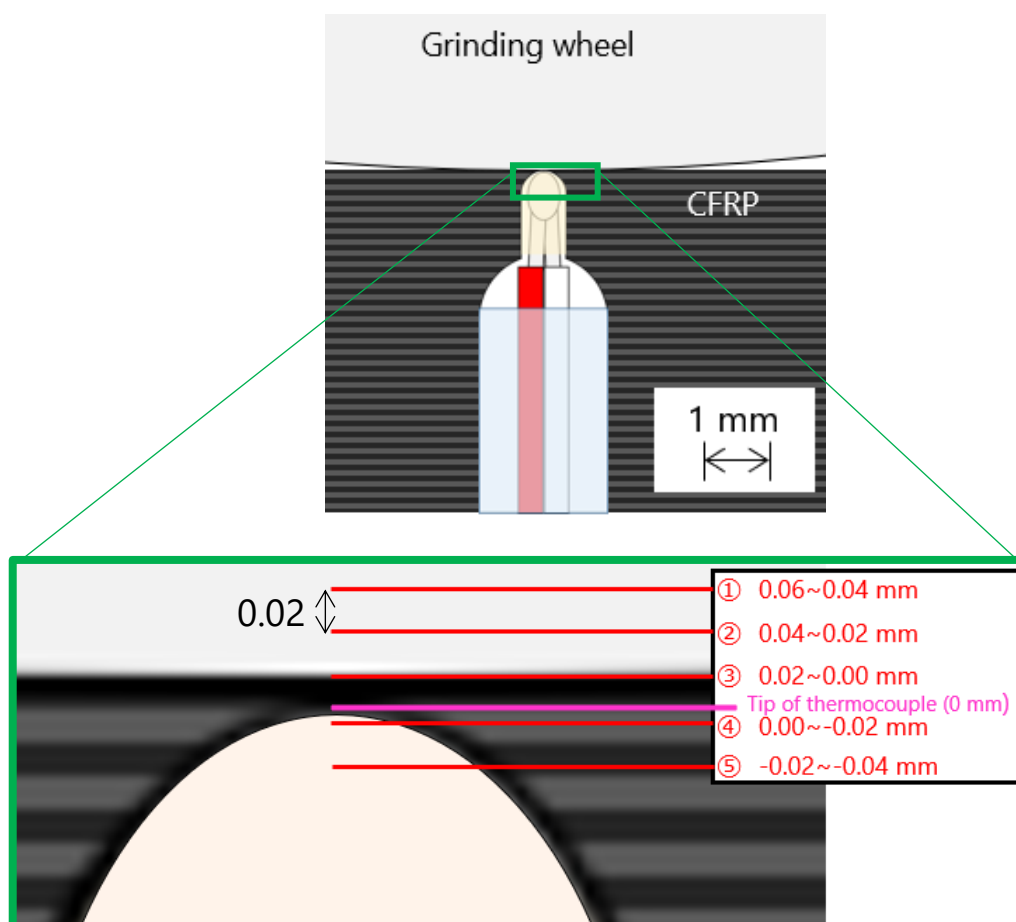 Grinding wheel
CFRP
1 mm
0.02
① 0.06~0.04 mm
② 0.04~0.02 mm
③ 0.02~0.00 mm
Tip of thermocouple (0 mm)
④ 0.00~-0.02 mm
⑤ -0.02~-0.04 mm